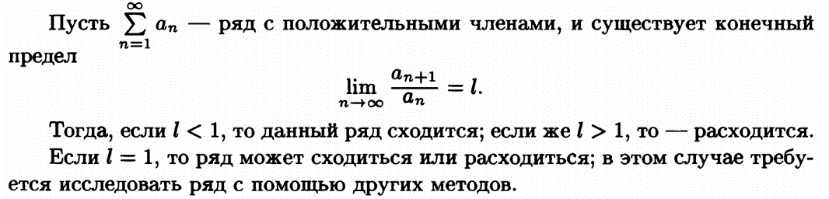 Пусть $\sum_{n=1}^{\infty} a_n$ — ряд с положительными членами, и существует конечный
предел
$\lim_{n \to \infty} \frac{a_{n+1}}{a_n} = l.$
Тогда, если $l < 1$, то данный ряд сходится; если же $l > 1$, то — расходится.
Если $l = 1$, то ряд может сходиться или расходиться; в этом случае требу-
ется исследовать ряд с помощью других методов.